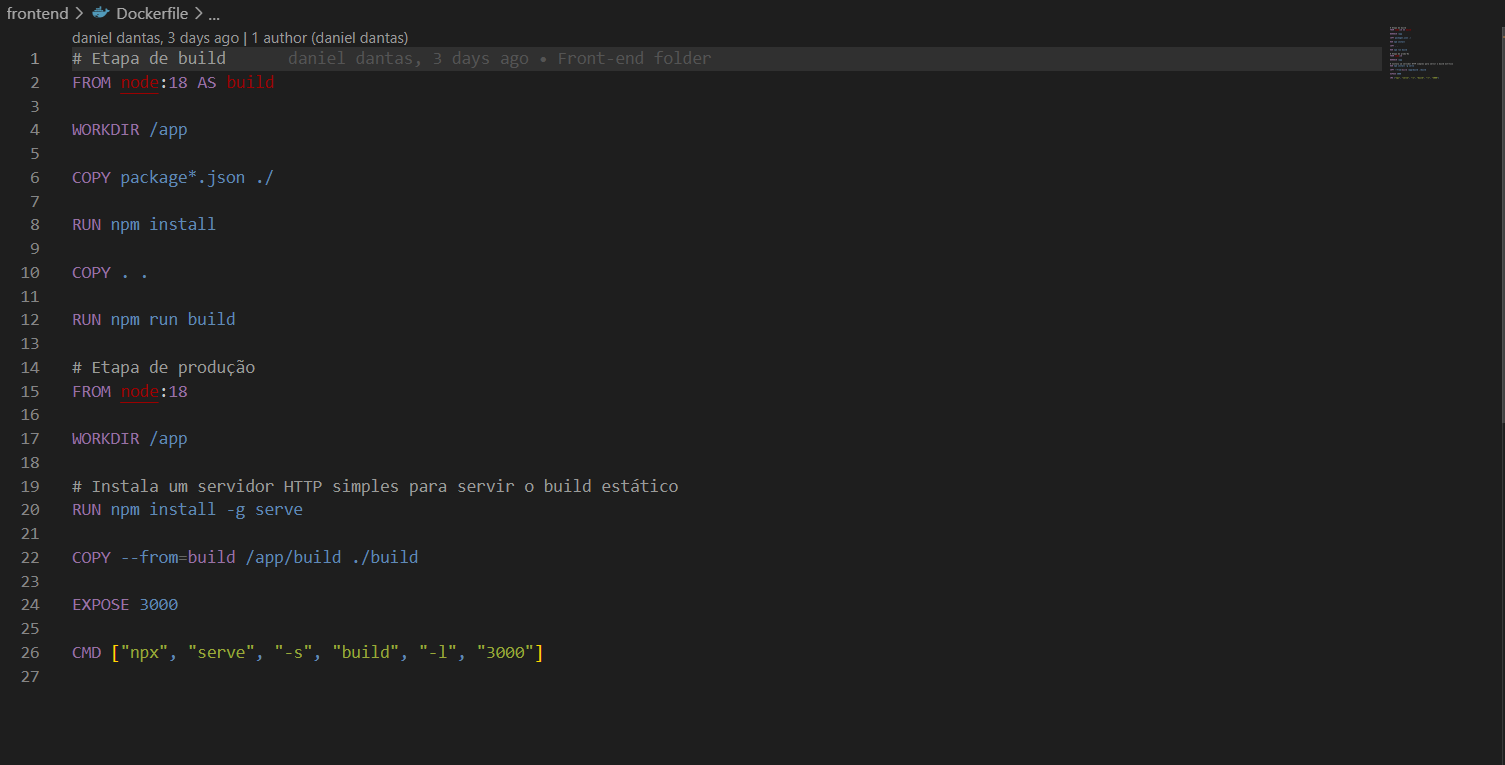 frontend > Dockerfile > ...
daniel dantas, 3 days ago | 1 author (daniel dantas)
1 # Etapa de build daniel dantas, 3 days ago • Front-end folder
2 FROM node:18 AS build
3
4 WORKDIR /app
5
6 COPY package*.json ./
7
8 RUN npm install
9
10 COPY . .
11
12 RUN npm run build
13
14 # Etapa de produção
15 FROM node:18
16
17 WORKDIR /app
18
19 # Instala um servidor HTTP simples para servir o build estático
20 RUN npm install -g serve
21
22 COPY --from=build /app/build ./build
23
24 EXPOSE 3000
25
26 CMD ["npx", "serve", "-s", "build", "-l", "3000"]
27